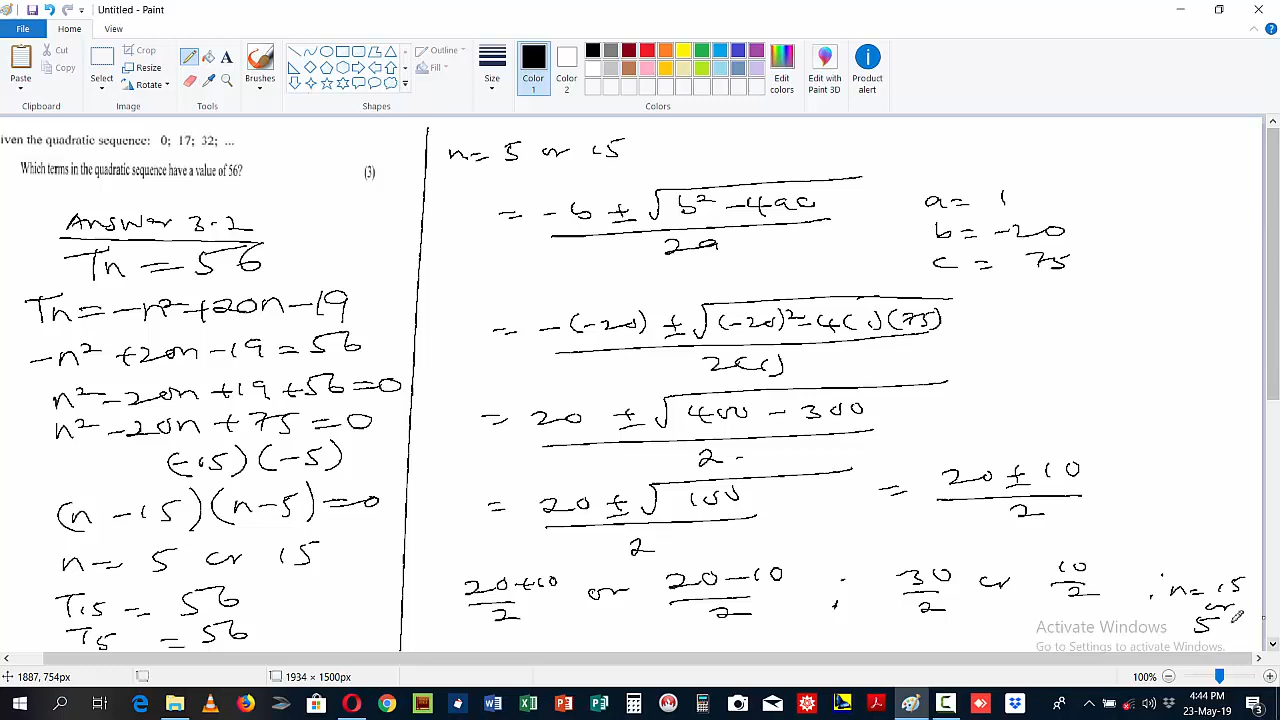 Untitled - Paint
File
Home
View
Paste
Cut
Copy
Clipboard
Select
Crop
Resize
Rotate
Image
Tools
Brushes
Shapes
Outline
Fill
Size
Color 1
Color 2
Edit colors
Colors
Edit with Paint 3D
Product alert
iven the quadratic sequence: 0; 17; 32; ...
Which terms in the quadratic sequence have a value of 56? (3)
Answer 3.2
Tn = 56
Tn = -n² + 20n - 19
-n² + 20n - 19 = 56
n² - 20n + 19 + 56 = 0
n² - 20n + 75 = 0
(-15)(-5)
(n - 15)(n - 5) = 0
n = 5 or 15
T15 = 56
T5 = 56
n = 5 or 15
= -b ± √b² - 4ac / 2a
a = 1
b = -20
c = 75
= -(-20) ± √(-20)² - 4(1)(75) / 2(1)
= 20 ± √400 - 300 / 2
= 20 ± √100 / 2
= 20 ± 10 / 2
20+10 / 2 or 20-10 / 2 ; 30/2 or 10/2 , n = 15
or
5
Activate Windows
Go to Settings to activate Windows.
1887, 754px
1934 × 1500px
100%
4:44 PM
23-May-19